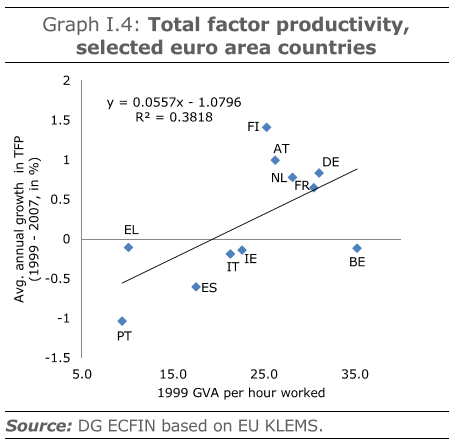 Graph I.4: Total factor productivity,
selected euro area countries
2
y = 0.0557x - 1.0796
R² = 0.3818
1.5
FI
AT
1
DE
NL
FR
0.5
Avg. annual growth in TFP
(1999 - 2007, in %)
EL
0
IE
BE
IT
-0.5
ES
-1
PT
-1.5
5.0 15.0 25.0 35.0
1999 GVA per hour worked
Source: DG ECFIN based on EU KLEMS.